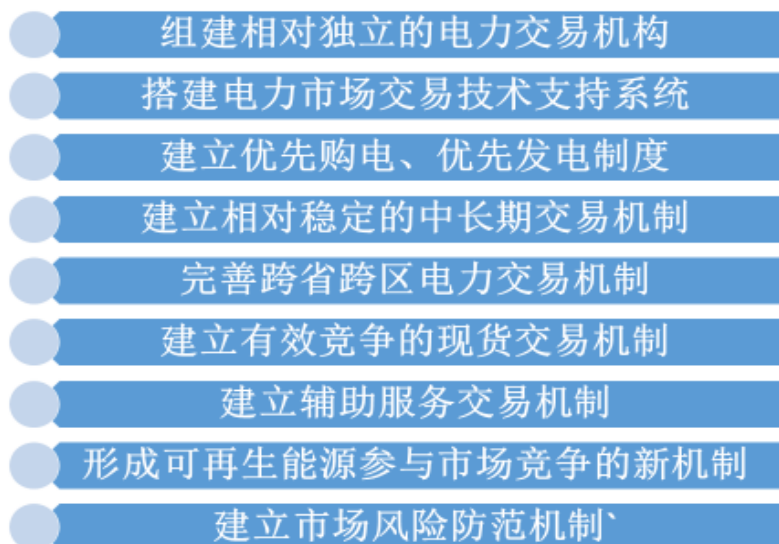 组建相对独立的电力交易机构
搭建电力市场交易技术支持系统
建立优先购电、优先发电制度
建立相对稳定的中长期交易机制
完善跨省跨区电力交易机制
建立有效竞争的现货交易机制
建立辅助服务交易机制
形成可再生能源参与市场竞争的新机制
建立市场风险防范机制`